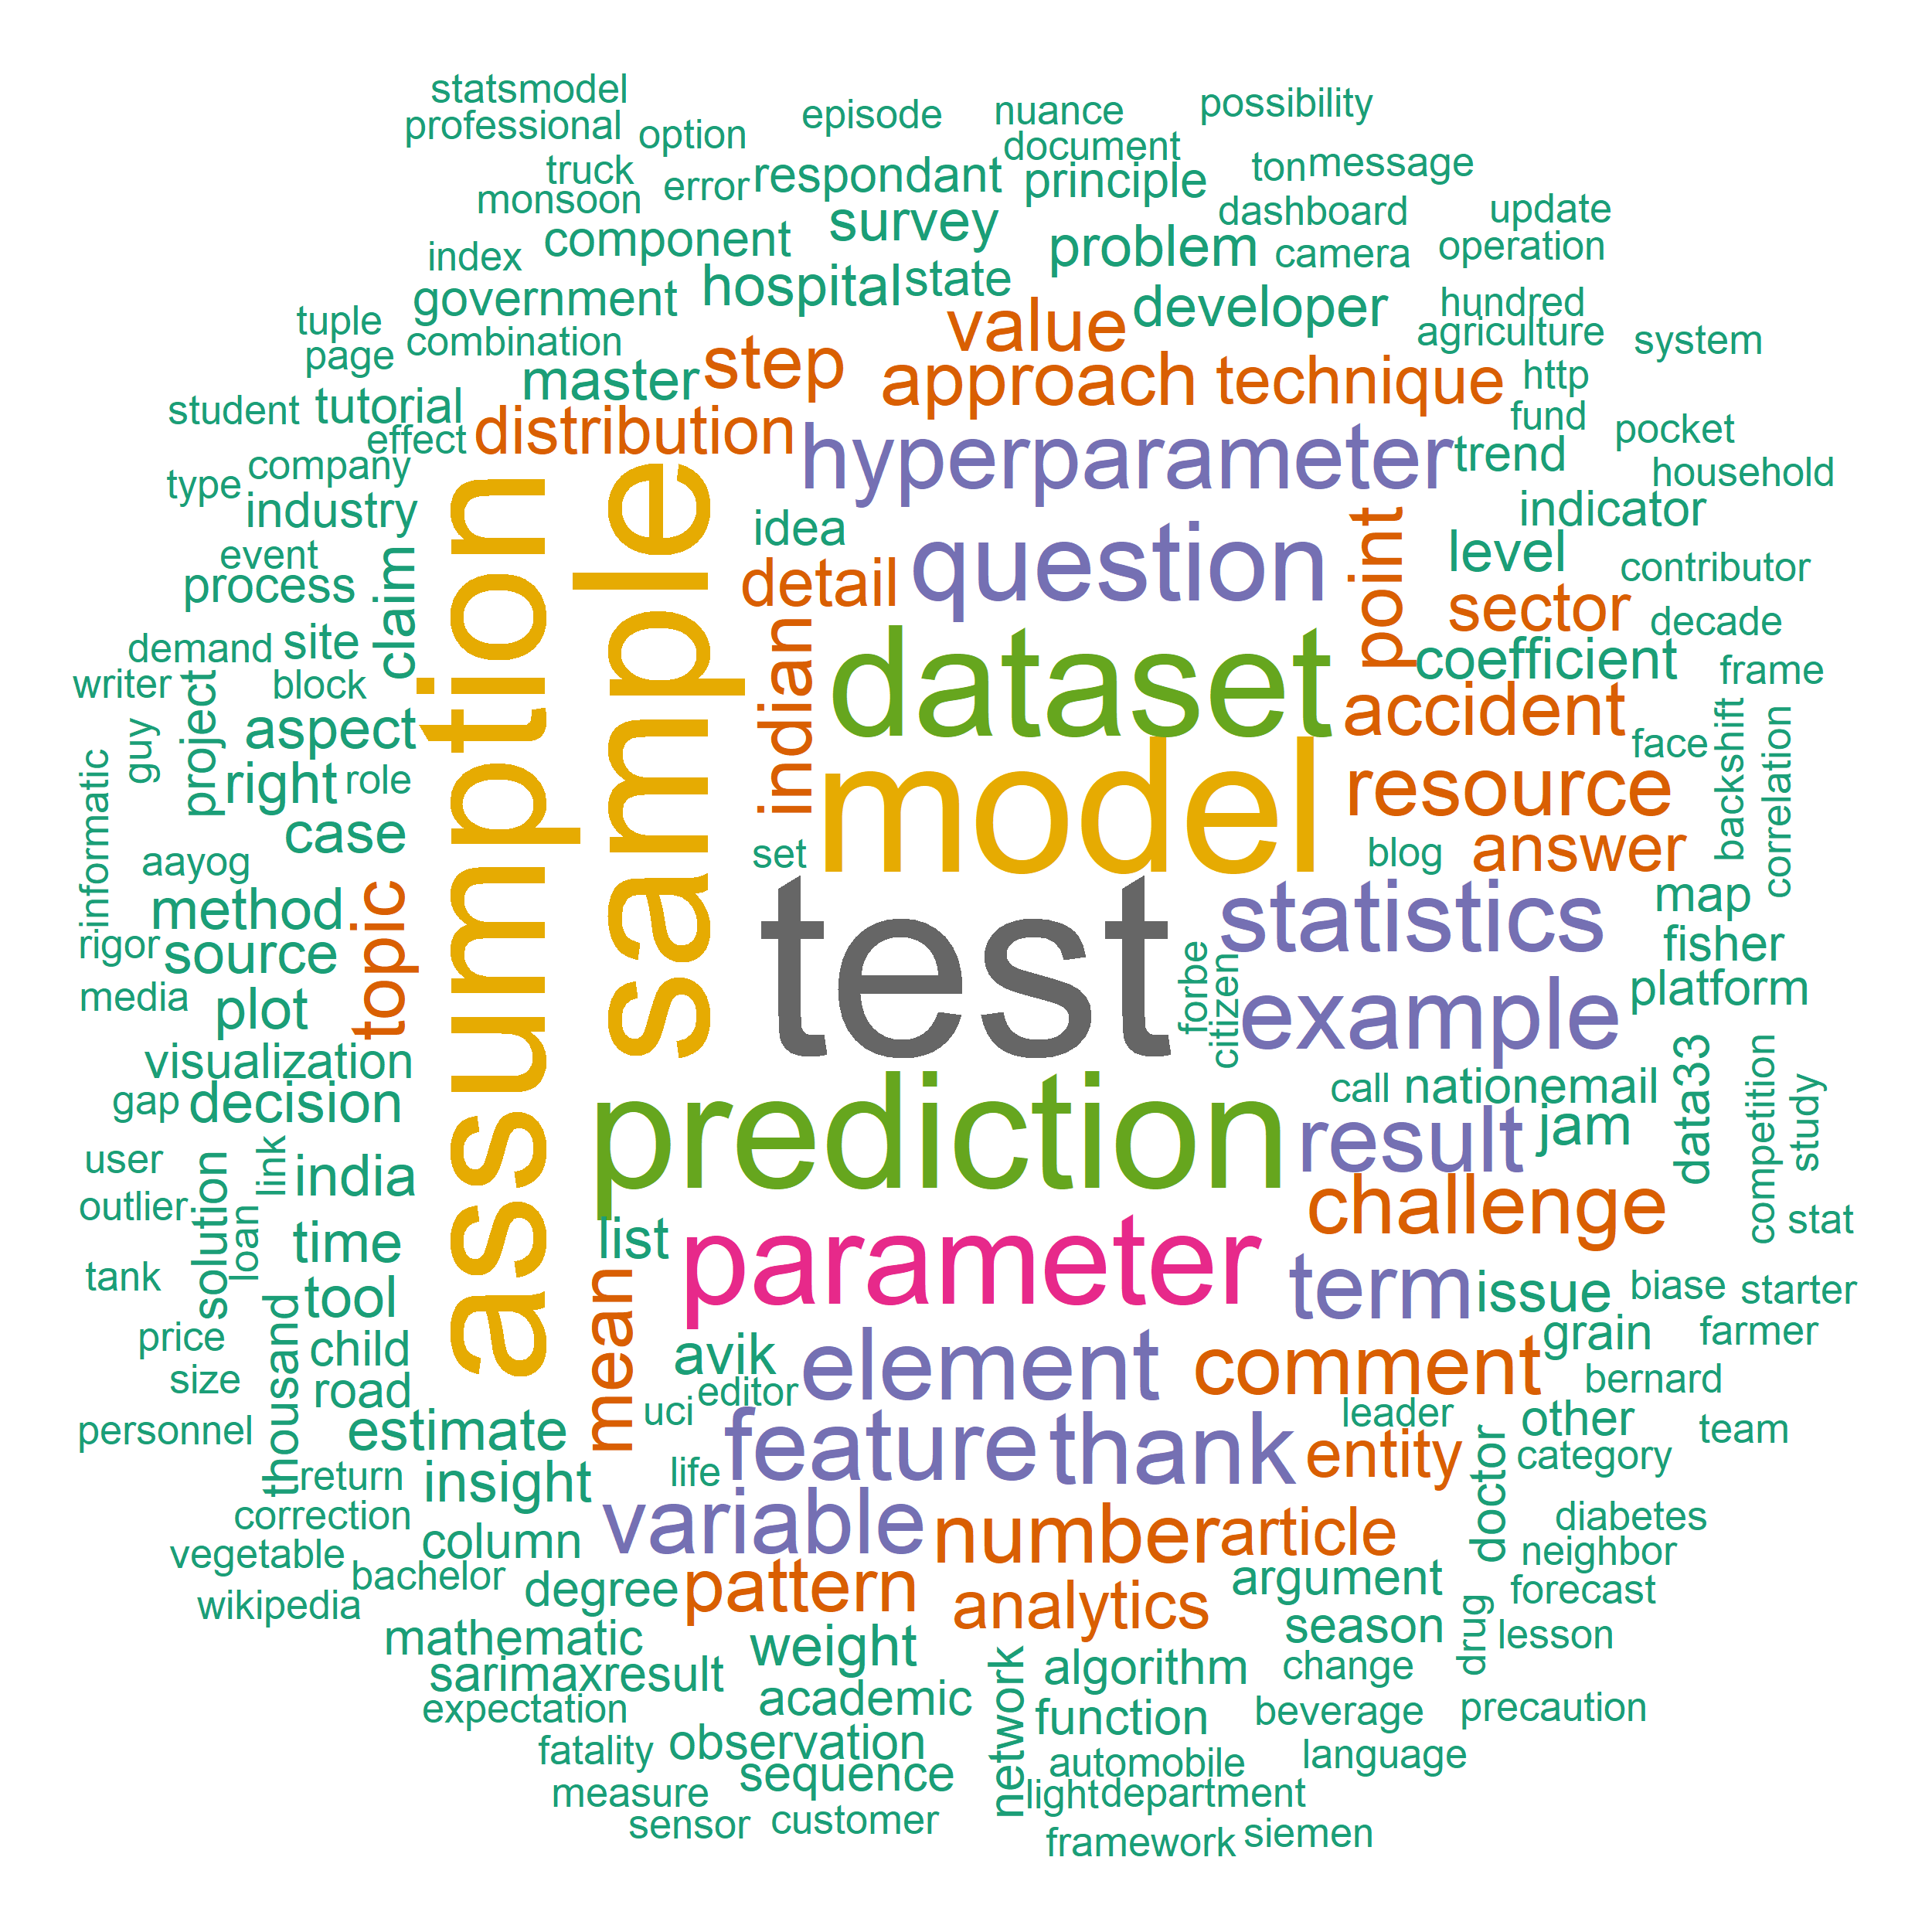 statsmodel
professional
option
episode
nuance
possibility
document
truck
error
respondant
principle
ton
message
monsoon
survey
dashboard
update
component
problem
camera
operation
index
hospital
state
developer
hundred
government
value
agriculture
system
tuple
combination
step
approach
technique
http
page
master
fund
student
tutorial
distribution
hyperparameter
trend
pocket
effect
household
company
type
industry
idea
question
point
indicator
event
claim
assumption
sample
detail
level
contributor
process
sector
decade
demand
site
indian
dataset
coefficient
frame
writer
block
project
accident
face
backshift
correlation
guy
aspect
informatic
right
role
model
resource
case
set
blog
answer
aayog
method
topic
test
statistics
map
rigor
source
forbe
citizen
fisher
media
plot
example
platform
visualization
prediction
call
nationemail
data33
competition
study
gap
decision
result
jam
user
link
india
solution
outlier
loan
challenge
stat
time
list
parameter
tank
tool
term
issue
biase
starter
price
thousand
child
mean
avik
element
comment
grain
farmer
size
road
editor
bernard
personnel
estimate
uci
leader
other
team
return
insight
life
feature
thank
entity
doctor
category
correction
column
variable
number
article
diabetes
vegetable
neighbor
bachelor
degree
pattern
analytics
argument
forecast
wikipedia
mathematic
weight
season
drug
lesson
sarimaxresult
network
algorithm
change
expectation
academic
function
beverage
precaution
fatality
observation
automobile
language
measure
sequence
light
department
sensor
customer
framework
siemen